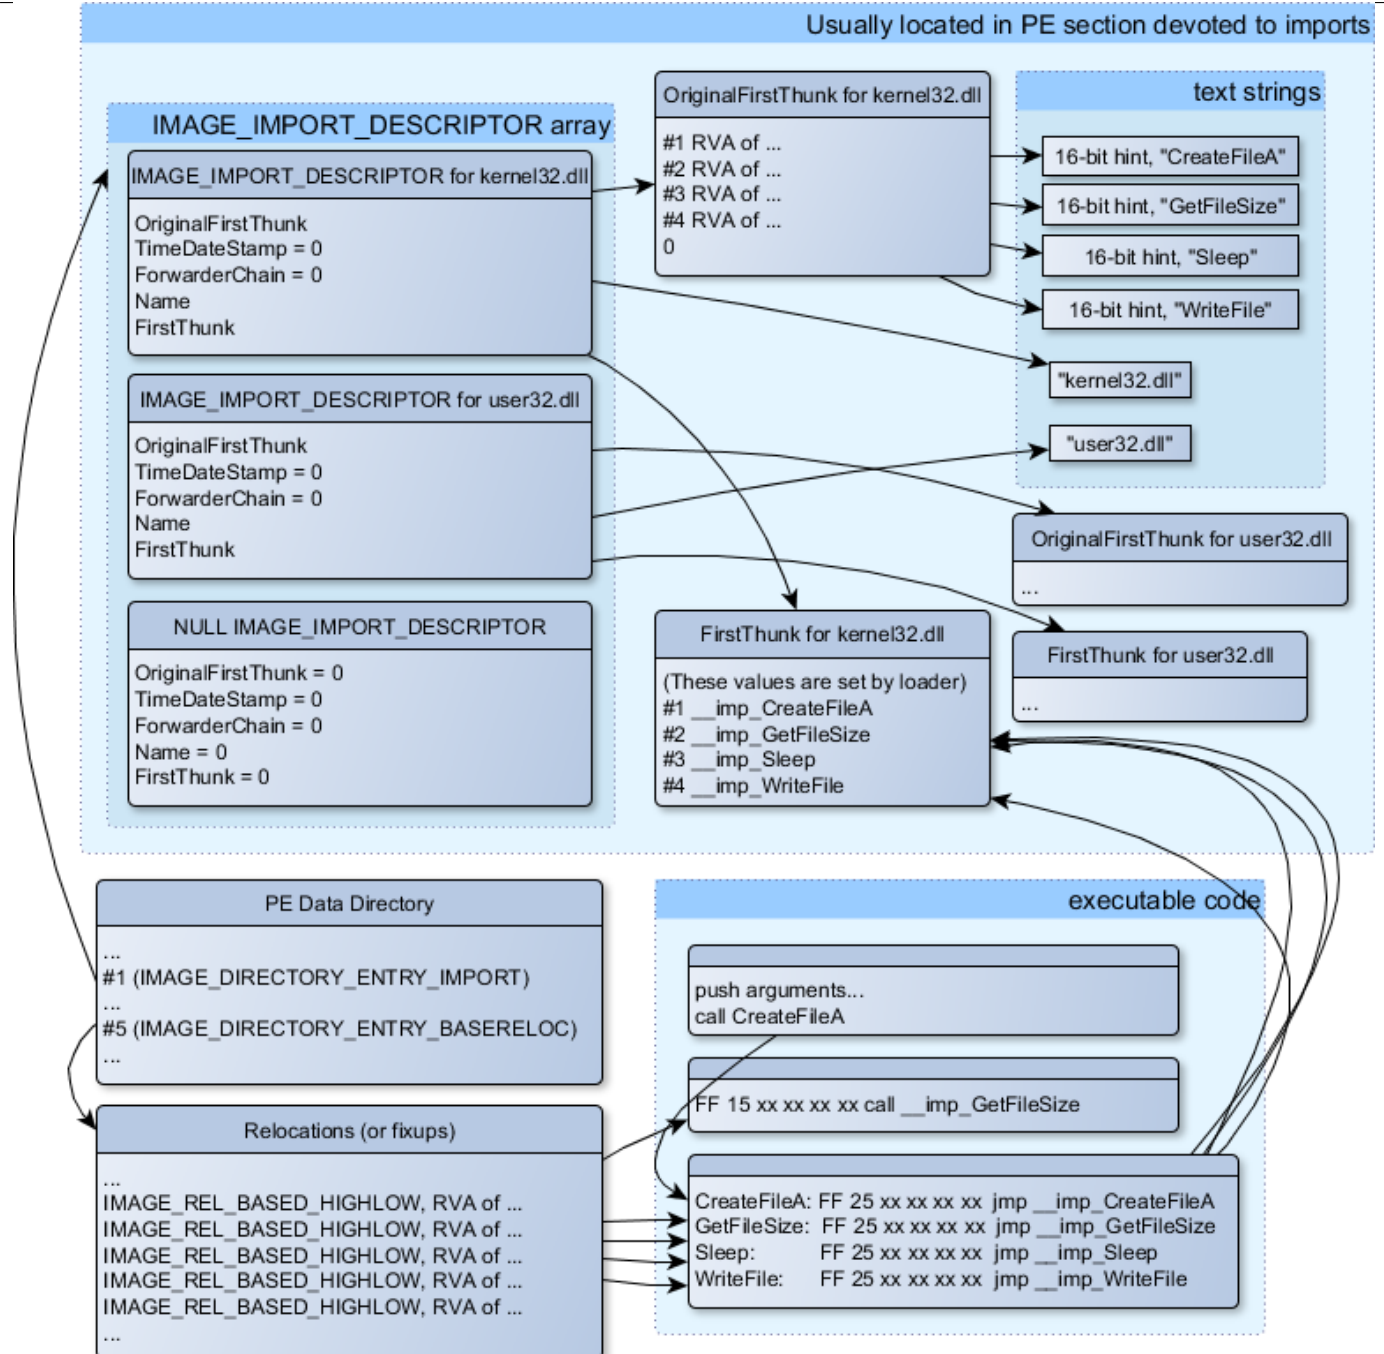 Usually located in PE section devoted to imports
IMAGE_IMPORT_DESCRIPTOR array
IMAGE_IMPORT_DESCRIPTOR for kernel32.dll
OriginalFirstThunk
TimeDateStamp = 0
ForwarderChain = 0
Name
FirstThunk
IMAGE_IMPORT_DESCRIPTOR for user32.dll
OriginalFirstThunk
TimeDateStamp = 0
ForwarderChain = 0
Name
FirstThunk
NULL IMAGE_IMPORT_DESCRIPTOR
OriginalFirstThunk = 0
TimeDateStamp = 0
ForwarderChain = 0
Name = 0
FirstThunk = 0
OriginalFirstThunk for kernel32.dll
#1 RVA of ...
#2 RVA of ...
#3 RVA of ...
#4 RVA of ...
0
text strings
16-bit hint, "CreateFileA"
16-bit hint, "GetFileSize"
16-bit hint, "Sleep"
16-bit hint, "WriteFile"
"kernel32.dll"
"user32.dll"
OriginalFirstThunk for user32.dll
...
FirstThunk for kernel32.dll
(These values are set by loader)
#1 __imp_CreateFileA
#2 __imp_GetFileSize
#3 __imp_Sleep
#4 __imp_WriteFile
FirstThunk for user32.dll
...
PE Data Directory
...
#1 (IMAGE_DIRECTORY_ENTRY_IMPORT)
...
#5 (IMAGE_DIRECTORY_ENTRY_BASERELOC)
...
Relocations (or fixups)
...
IMAGE_REL_BASED_HIGHLOW, RVA of ...
IMAGE_REL_BASED_HIGHLOW, RVA of ...
IMAGE_REL_BASED_HIGHLOW, RVA of ...
IMAGE_REL_BASED_HIGHLOW, RVA of ...
IMAGE_REL_BASED_HIGHLOW, RVA of ...
...
executable code
push arguments...
call CreateFileA
FF 15 xx xx xx xx call __imp_GetFileSize
CreateFileA: FF 25 xx xx xx xx jmp __imp_CreateFileA
GetFileSize: FF 25 xx xx xx xx jmp __imp_GetFileSize
Sleep: FF 25 xx xx xx xx jmp __imp_Sleep
WriteFile: FF 25 xx xx xx xx jmp __imp_WriteFile